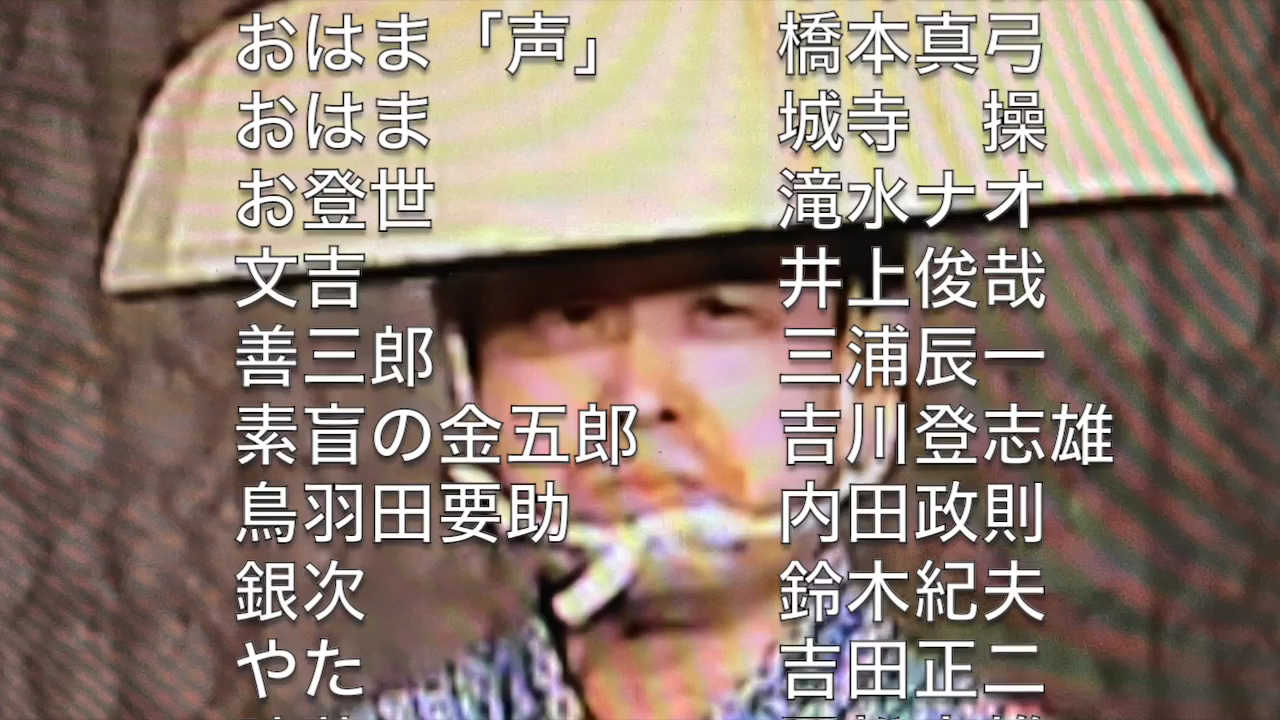 おはま「声」　橋本真弓
おはま　城寺　操
お登世　滝水ナオ
文吉　井上俊哉
善三郎　三浦辰一
素盲の金五郎　吉川登志雄
鳥羽田要助　内田政則
銀次　鈴木紀夫
やた　吉田正二